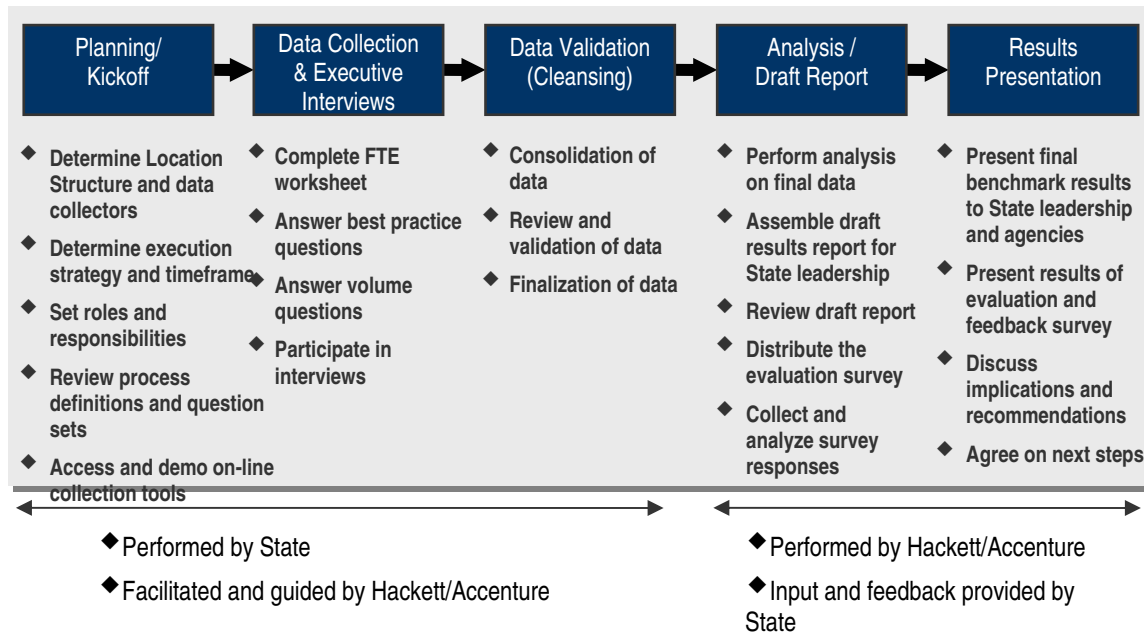 Planning/
Kickoff
Data Collection
& Executive
Interviews
Data Validation
(Cleansing)
Analysis /
Draft Report
Results
Presentation
◆ Determine Location
Structure and data
collectors
◆ Determine execution
strategy and timeframe
◆ Set roles and
responsibilities
◆ Review process
definitions and question
sets
◆ Access and demo on-line
collection tools
◆ Complete FTE
worksheet
◆ Answer best practice
questions
◆ Answer volume
questions
◆ Participate in
interviews
◆ Consolidation of
data
◆ Review and
validation of data
◆ Finalization of data
◆ Perform analysis
on final data
◆ Assemble draft
results report for
State leadership
◆ Review draft report
◆ Distribute the
evaluation survey
◆ Collect and
analyze survey
responses
◆ Present final
benchmark results
to State leadership
and agencies
◆ Present results of
evaluation and
feedback survey
◆ Discuss
implications and
recommendations
◆ Agree on next steps
◆ Performed by State
◆ Facilitated and guided by Hackett/Accenture
◆ Performed by Hackett/Accenture
◆ Input and feedback provided by
State